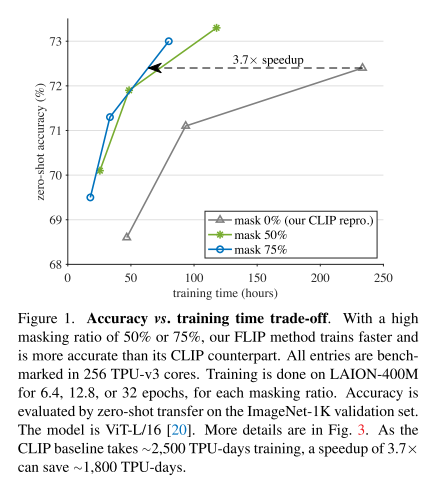 73
72
71
70
69
68
zero-shot accuracy (%)
3.7× speedup
mask 0% (our CLIP repro.)
mask 50%
mask 75%
0 50 100 150 200 250
training time (hours)
Figure 1. Accuracy vs. training time trade-off. With a high
masking ratio of 50% or 75%, our FLIP method trains faster and
is more accurate than its CLIP counterpart. All entries are bench-
marked in 256 TPU-v3 cores. Training is done on LAION-400M
for 6.4, 12.8, or 32 epochs, for each masking ratio. Accuracy is
evaluated by zero-shot transfer on the ImageNet-1K validation set.
The model is ViT-L/16 [20]. More details are in Fig. 3. As the
CLIP baseline takes ∼2,500 TPU-days training, a speedup of 3.7×
can save ∼1,800 TPU-days.